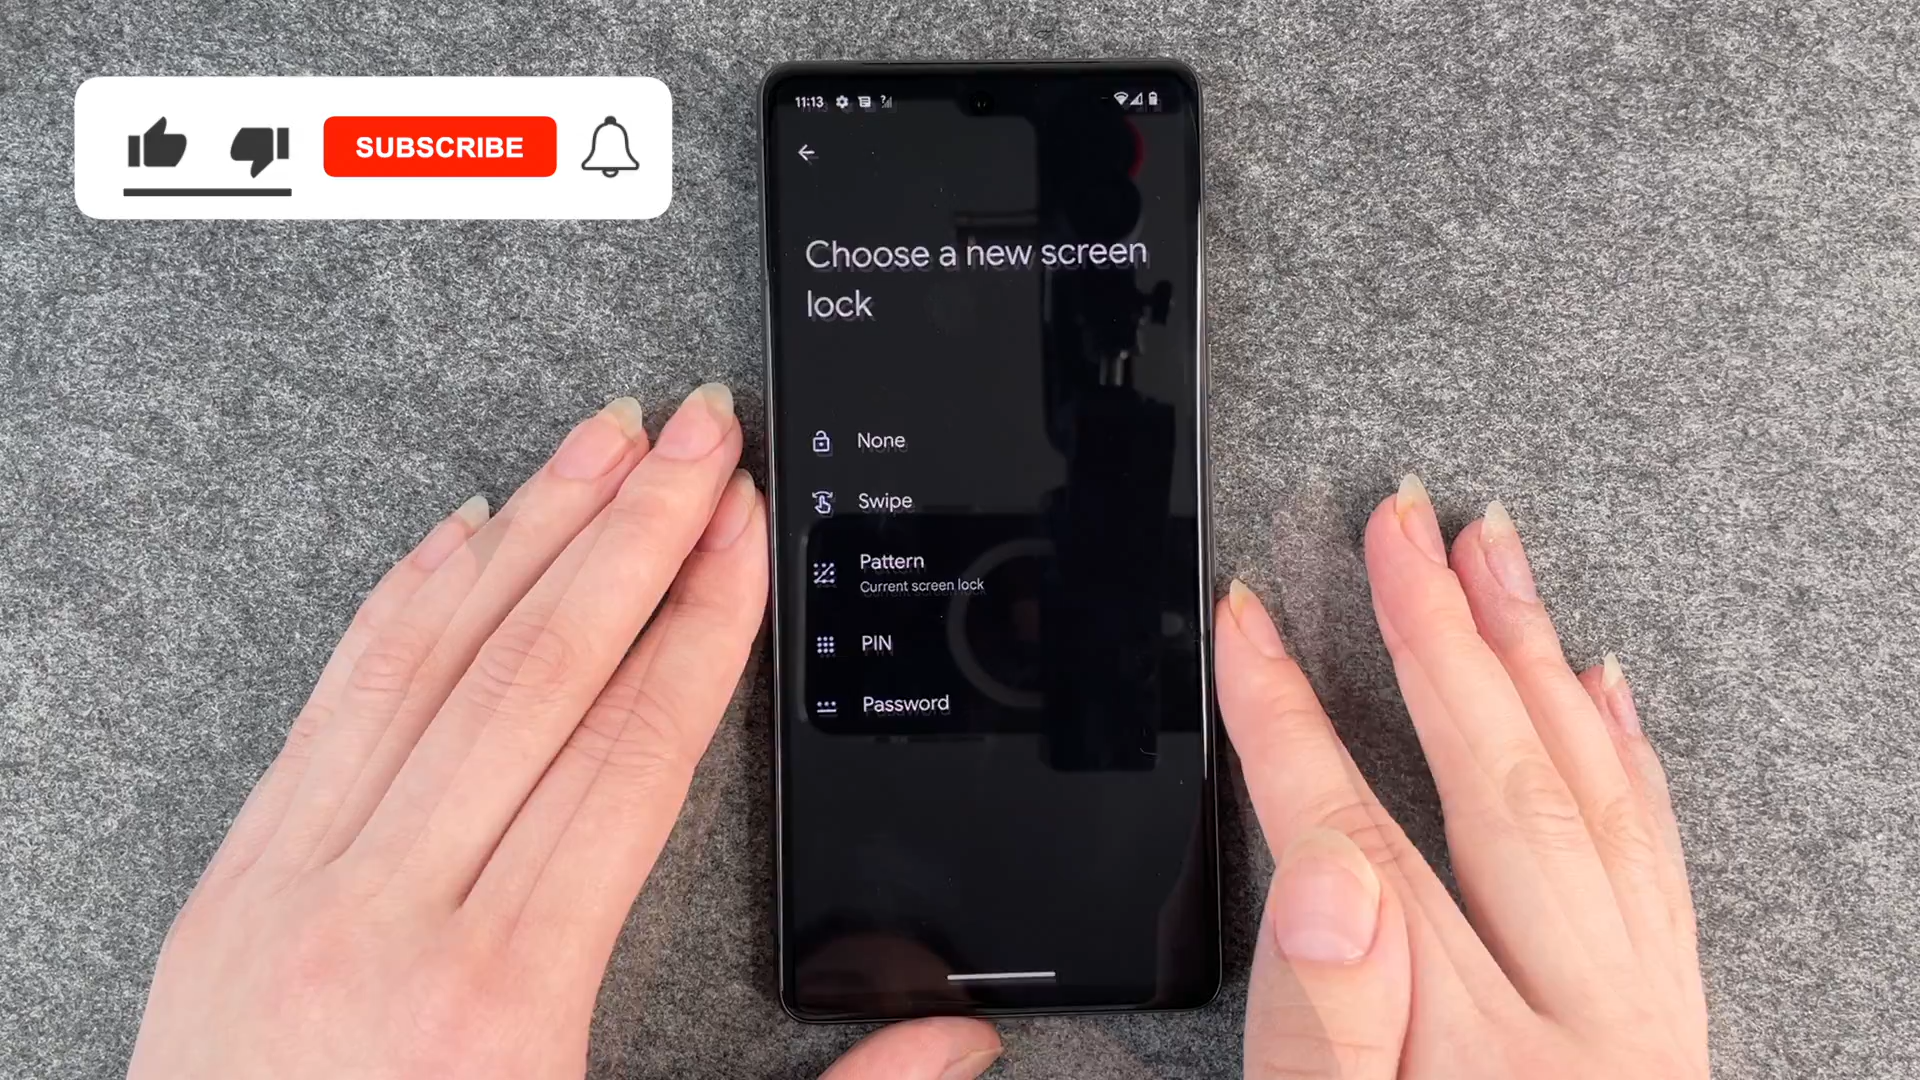 SUBSCRIBE
11:13
Choose a new screen
lock
None
Swipe
Pattern
Current screen lock
PIN
Password